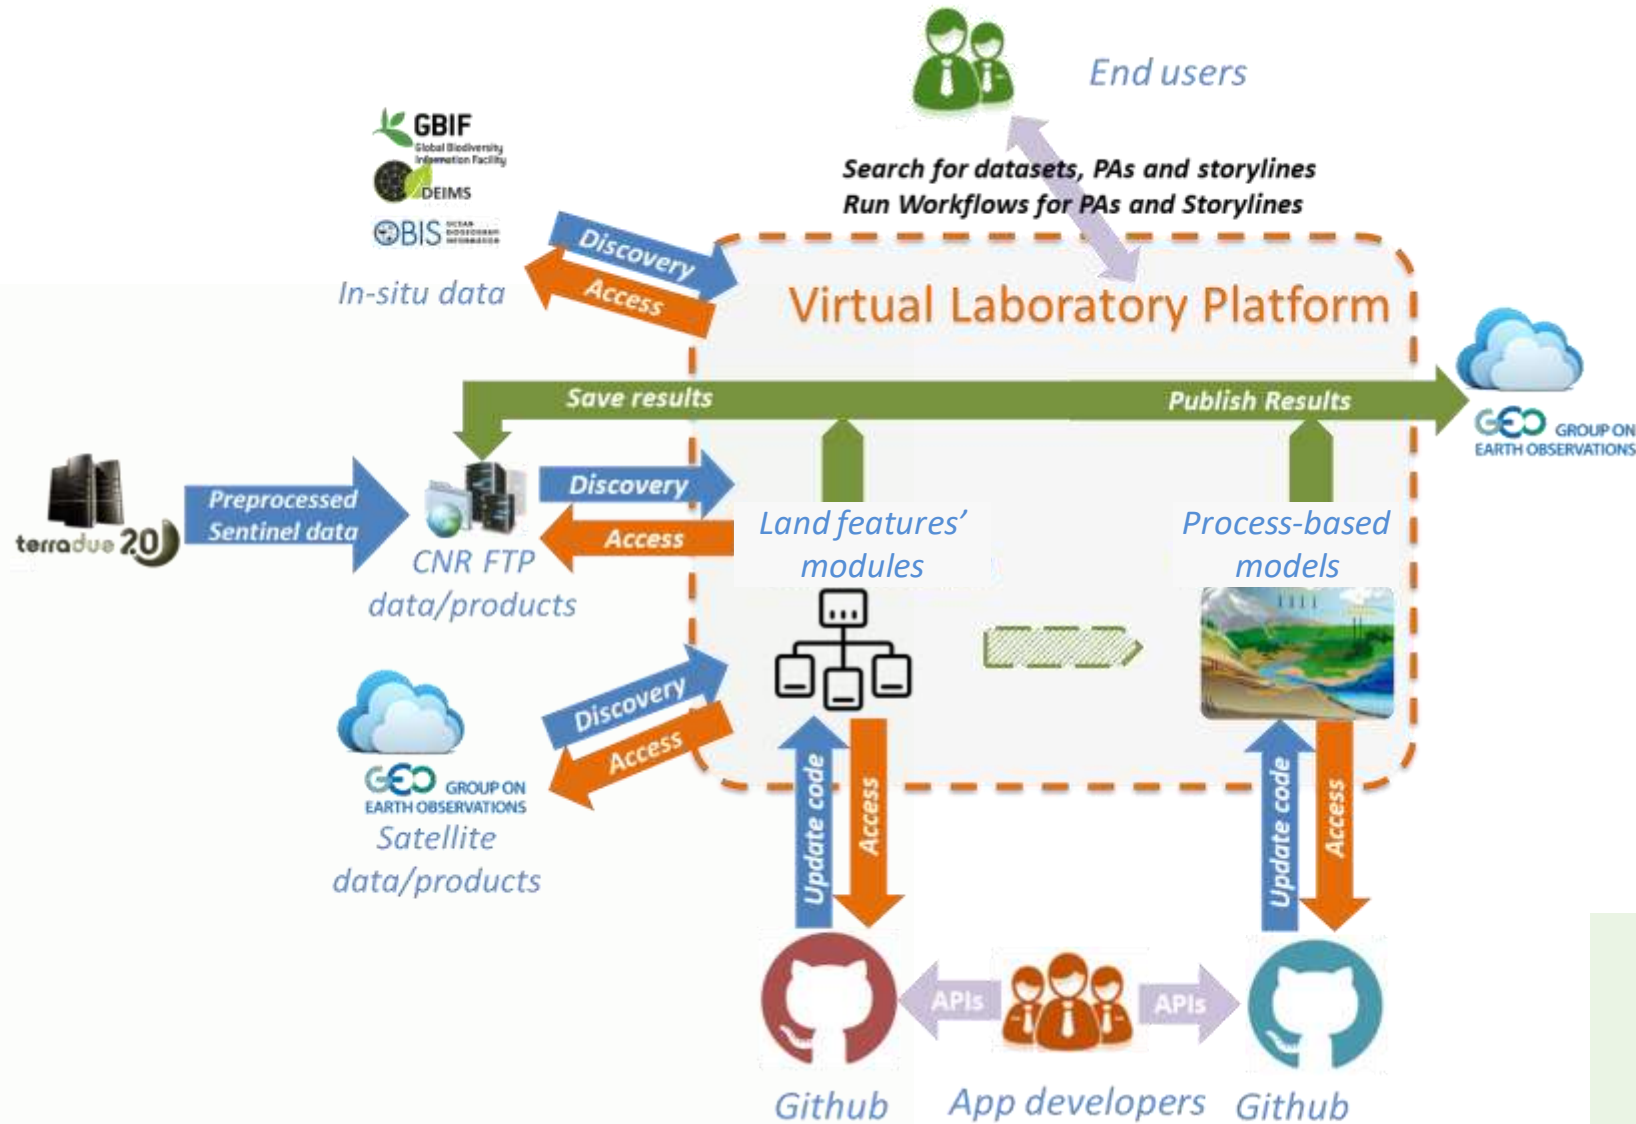 End users
GBIF
Global Biodiversity
Information Facility
DEIMS
OBIS
OCEAN
BIODIVERSITY
INFORMATION
In-situ data
Search for datasets, PAs and storylines
Run Workflows for PAs and Storylines
Discovery
Access
Virtual Laboratory Platform
Save results
Publish Results
GEO GROUP ON
EARTH OBSERVATIONS
terradue 2.0
Preprocessed
Sentinel data
CNR FTP
data/products
Discovery
Access
Land features’
modules
Process-based
models
Discovery
Access
GEO GROUP ON
EARTH OBSERVATIONS
Satellite
data/products
Update code
Access
Update code
Access
APIs
APIs
Github
App developers
Github